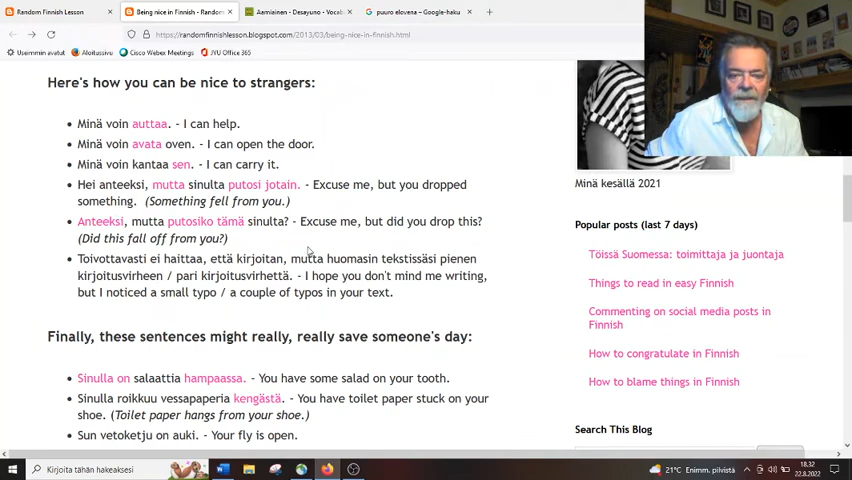 Random Finnish Lesson
Being nice in Finnish - Random
Aamiainen - Desayuno - Vocab
puuro elovena – Google-haku
https://randomfinnishlesson.blogspot.com/2013/03/being-nice-in-finnish.html
Useimmin avatut
Aloitussivu
Cisco Webex Meetings
JYU Office 365
Here's how you can be nice to strangers:
Minä voin auttaa. - I can help.
Minä voin avata oven. - I can open the door.
Minä voin kantaa sen. - I can carry it.
Hei anteeksi, mutta sinulta putosi jotain. - Excuse me, but you dropped
something. (Something fell from you.)
Anteeksi, mutta putosiko tämä sinulta? - Excuse me, but did you drop this?
(Did this fall off from you?)
Toivottavasti ei haittaa, että kirjoitan, mutta huomasin tekstissäsi pienen
kirjoitusvirheen / pari kirjoitusvirhettä. - I hope you don't mind me writing,
but I noticed a small typo / a couple of typos in your text.
Finally, these sentences might really, really save someone's day:
Sinulla on salaattia hampaassa. - You have some salad on your tooth.
Sinulla roikkuu vessapaperia kengästä. - You have toilet paper stuck on your
shoe. (Toilet paper hangs from your shoe.)
Sun vetoketju on auki. - Your fly is open.
Minä kesällä 2021
Popular posts (last 7 days)
Töissä Suomessa: toimittaja ja juontaja
Things to read in easy Finnish
Commenting on social media posts in
Finnish
How to congratulate in Finnish
How to blame things in Finnish
Search This Blog
Kirjoita tähän hakeaksesi
21°C Enimm. pilvistä
18.32
22.8.2022